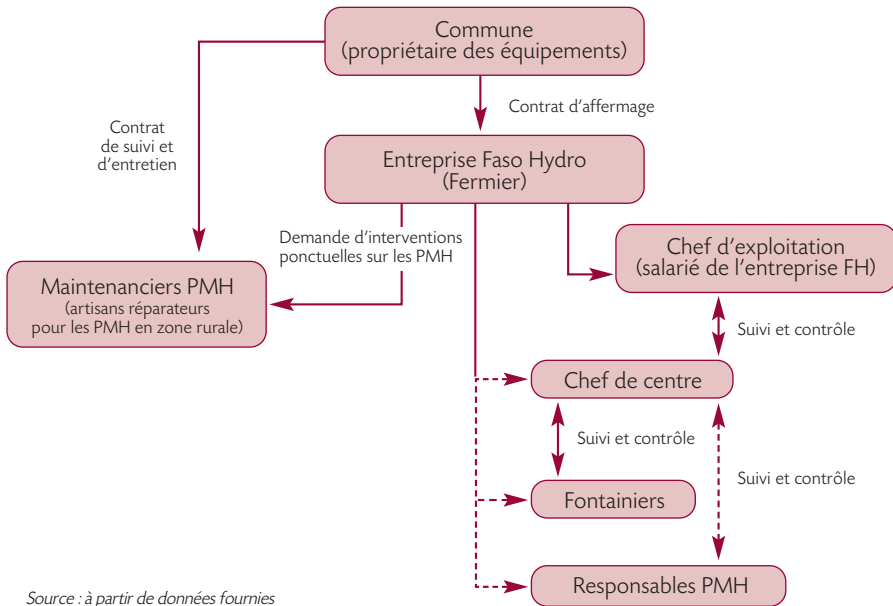 Commune
(propriétaire des équipements)
Contrat d'affermage
Contrat
de suivi et
d'entretien
Entreprise Faso Hydro
(Fermier)
Demande d'interventions
ponctuelles sur les PMH
Chef d'exploitation
(salarié de l'entreprise FH)
Maintenanciers PMH
(artisans réparateurs
pour les PMH en zone rurale)
Suivi et contrôle
Chef de centre
Suivi et contrôle
Suivi et contrôle
Fontainiers
Responsables PMH
Source : à partir de données fournies